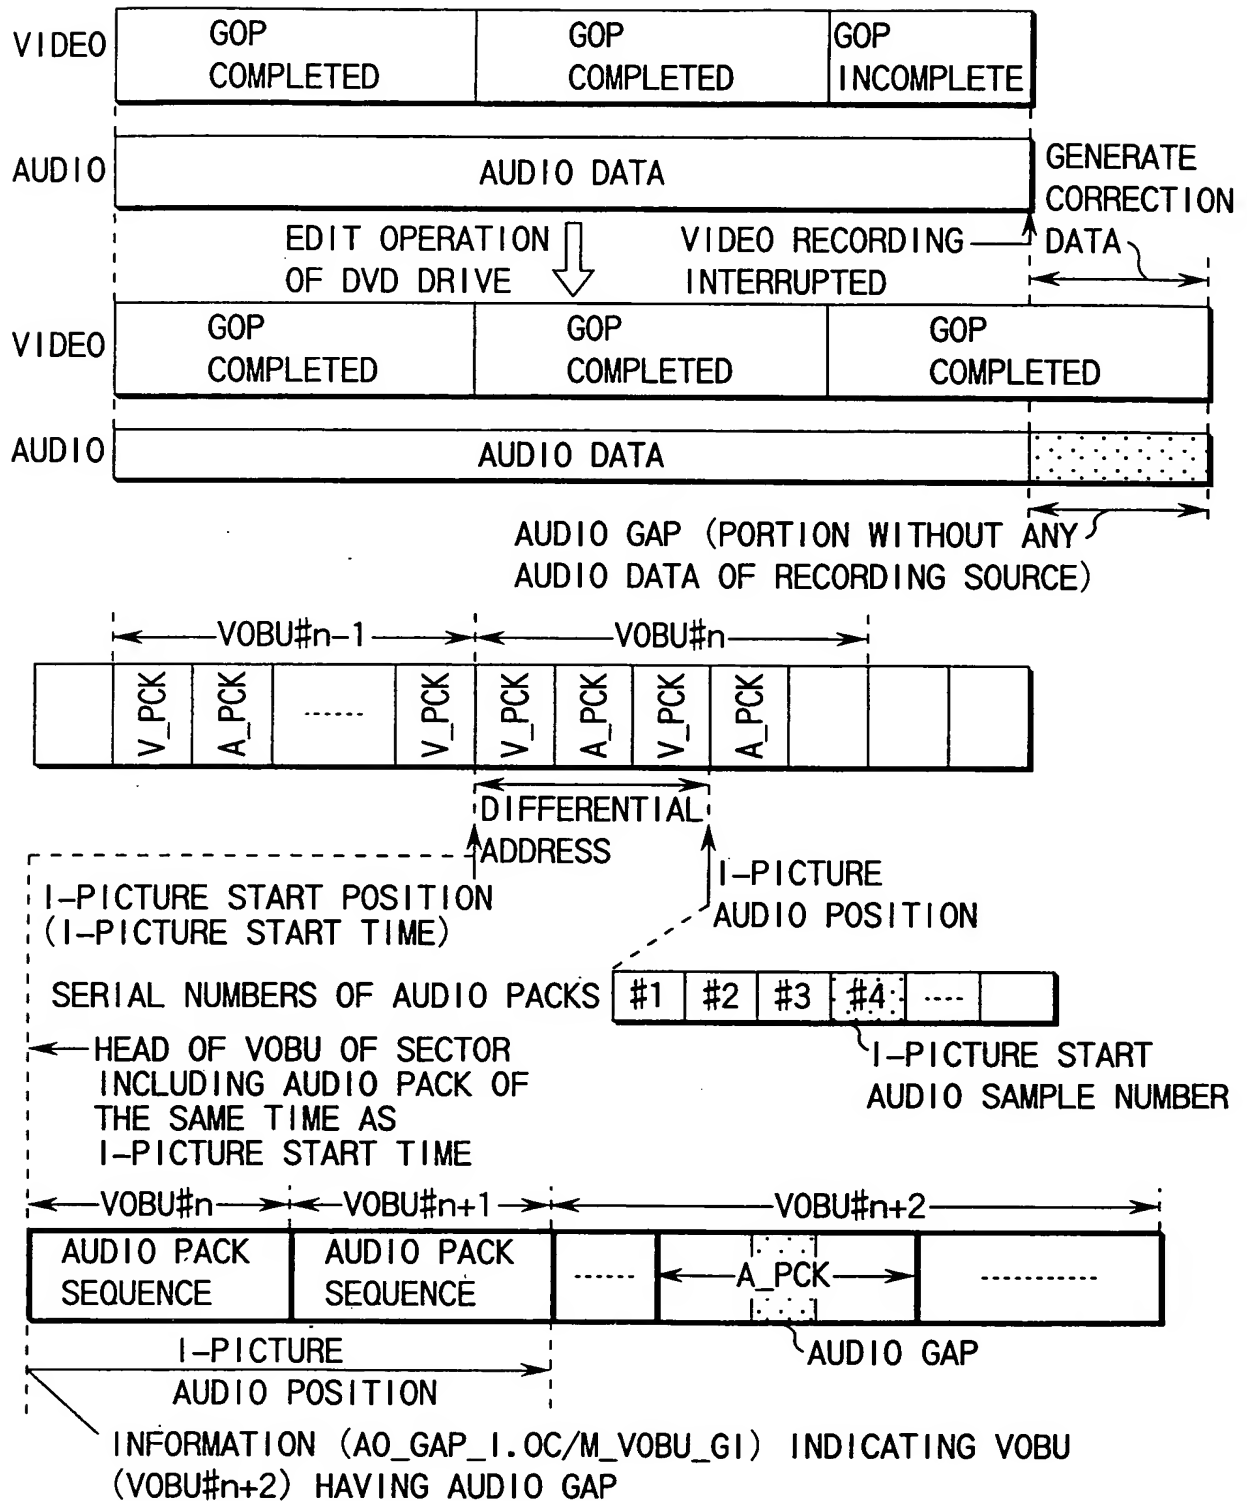 VIDEO
GOP COMPLETED
GOP COMPLETED
GOP INCOMPLETE
AUDIO
AUDIO DATA
GENERATE CORRECTION DATA
EDIT OPERATION OF DVD DRIVE
VIDEO RECORDING INTERRUPTED
VIDEO
GOP COMPLETED
GOP COMPLETED
GOP COMPLETED
AUDIO
AUDIO DATA
AUDIO GAP (PORTION WITHOUT ANY
AUDIO DATA OF RECORDING SOURCE)
VOBU#n-1
VOBU#n
V_PCK
A_PCK
......
V_PCK
V_PCK
A_PCK
V_PCK
A_PCK
DIFFERENTIAL
ADDRESS
I-PICTURE START POSITION
(I-PICTURE START TIME)
I-PICTURE
AUDIO POSITION
SERIAL NUMBERS OF AUDIO PACKS
#1
#2
#3
#4
....
I-PICTURE START
AUDIO SAMPLE NUMBER
HEAD OF VOBU OF SECTOR
INCLUDING AUDIO PACK OF
THE SAME TIME AS
I-PICTURE START TIME
VOBU#n
VOBU#n+1
VOBU#n+2
AUDIO PACK
SEQUENCE
AUDIO PACK
SEQUENCE
......
A_PCK
...........
AUDIO GAP
I-PICTURE
AUDIO POSITION
INFORMATION (AO_GAP_I.OC/M_VOBU_GI) INDICATING VOBU
(VOBU#n+2) HAVING AUDIO GAP